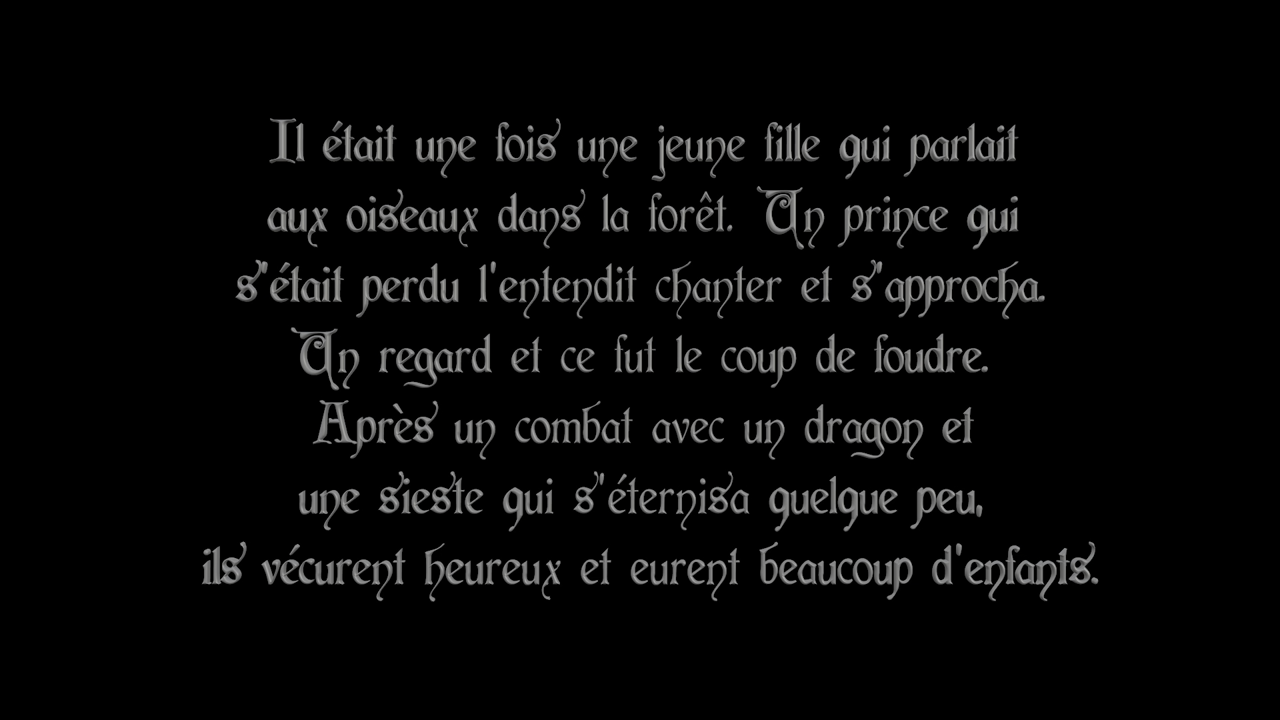 Il était une fois une jeune fille qui parlait
aux oiseaux dans la forêt. Un prince qui
s'était perdu l'entendit chanter et s'approcha.
Un regard et ce fut le coup de foudre.
Après un combat avec un dragon et
une sieste qui s'éternisa quelque peu,
ils vécurent heureux et eurent beaucoup d'enfants.